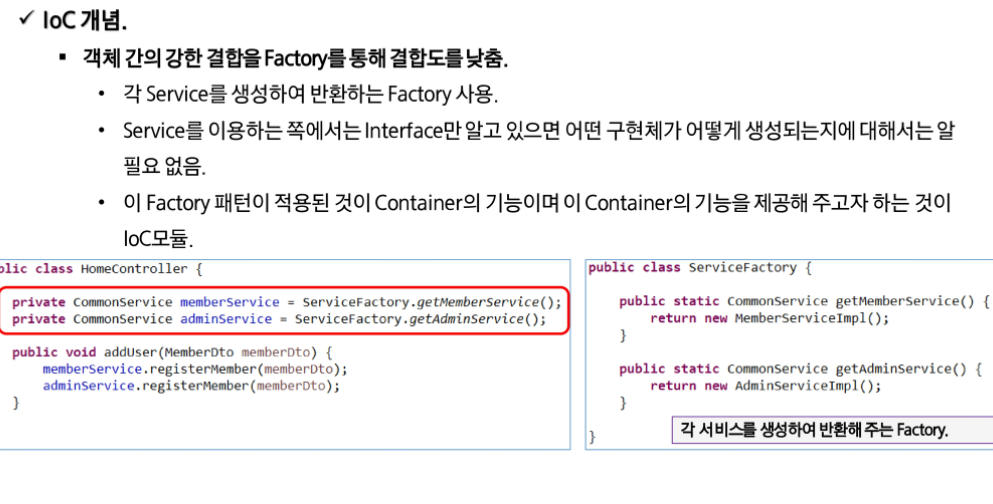 ✓ IoC 개념.
▪ 객체 간의 강한 결합을 Factory를 통해 결합도를 낮춤.
• 각 Service를 생성하여 반환하는 Factory 사용.
• Service를 이용하는 쪽에서는 Interface만 알고 있으면 어떤 구현체가 어떻게 생성되는지에 대해서는 알
필요 없음.
• 이 Factory 패턴이 적용된 것이 Container의 기능이며 이 Container의 기능을 제공해 주고자 하는 것이
IoC모듈.
blic class HomeController {
private CommonService memberService = ServiceFactory.getMemberService();
private CommonService adminService = ServiceFactory.getAdminService();
public void addUser(MemberDto memberDto) {
memberService.registerMember(memberDto);
adminService.registerMember(memberDto);
}
public class ServiceFactory {
public static CommonService getMemberService() {
return new MemberServiceImpl();
}
public static CommonService getAdminService() {
return new AdminServiceImpl();
}
}
각 서비스를 생성하여 반환해 주는 Factory.